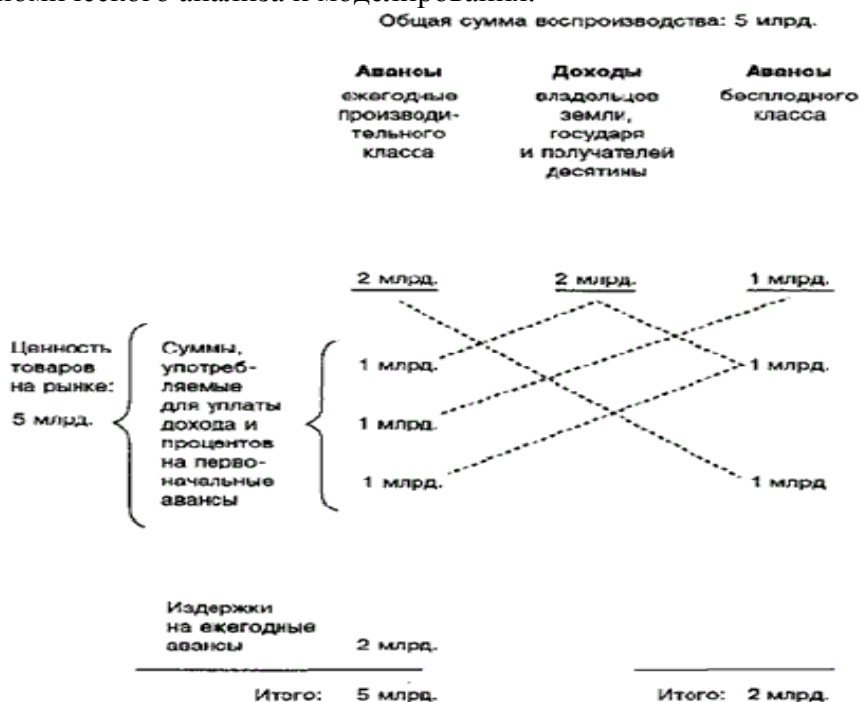 Общая сумма воспроизводства: 5 млрд.
Авансы
ежегодные
производи-
тельного
класса
Доходы
владельцев
земли,
государя
и получателей
десятины
Авансы
бесплодного
класса
2 млрд.
2 млрд.
1 млрд.
Ценность
товаров
на рынке:
5 млрд.
Суммы,
употреб-
ляемые
для уплаты
дохода и
процентов
на перво-
начальные
авансы
1 млрд.
1 млрд.
1 млрд.
1 млрд.
1 млрд
Издержки
на ежегодные
авансы
2 млрд.
Итого: 5 млрд.
Итого: 2 млрд.